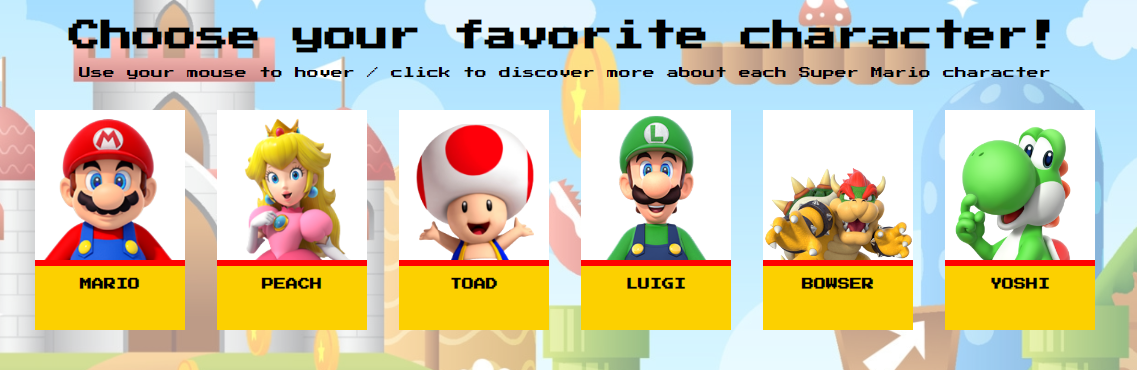 Choose your favorite character!
Use your mouse to hover / click to discover more about each Super Mario character
M
L
MARIO
PEACH
TOAD
LUIGI
BOWSER
YOSHI